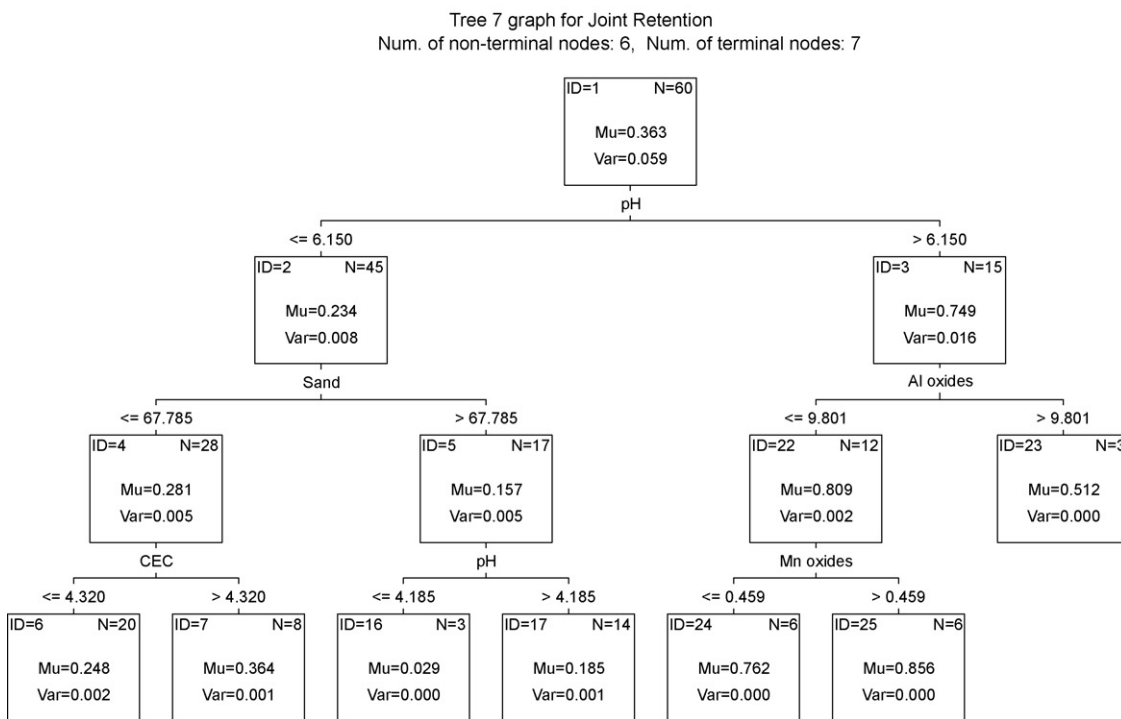 Tree 7 graph for Joint Retention
Num. of non-terminal nodes: 6, Num. of terminal nodes: 7
ID=1 N=60
Mu=0.363
Var=0.059
pH
<= 6.150 > 6.150
ID=2 N=45 ID=3 N=15
Mu=0.234 Mu=0.749
Var=0.008 Var=0.016
Sand Al oxides
<= 67.785 > 67.785 <= 9.801 > 9.801
ID=4 N=28 ID=5 N=17 ID=22 N=12 ID=23 N=3
Mu=0.281 Mu=0.157 Mu=0.809 Mu=0.512
Var=0.005 Var=0.005 Var=0.002 Var=0.000
CEC pH Mn oxides
<= 4.320 > 4.320 <= 4.185 > 4.185 <= 0.459 > 0.459
ID=6 N=20 ID=7 N=8 ID=16 N=3 ID=17 N=14 ID=24 N=6 ID=25 N=6
Mu=0.248 Mu=0.364 Mu=0.029 Mu=0.185 Mu=0.762 Mu=0.856
Var=0.002 Var=0.001 Var=0.000 Var=0.001 Var=0.000 Var=0.000